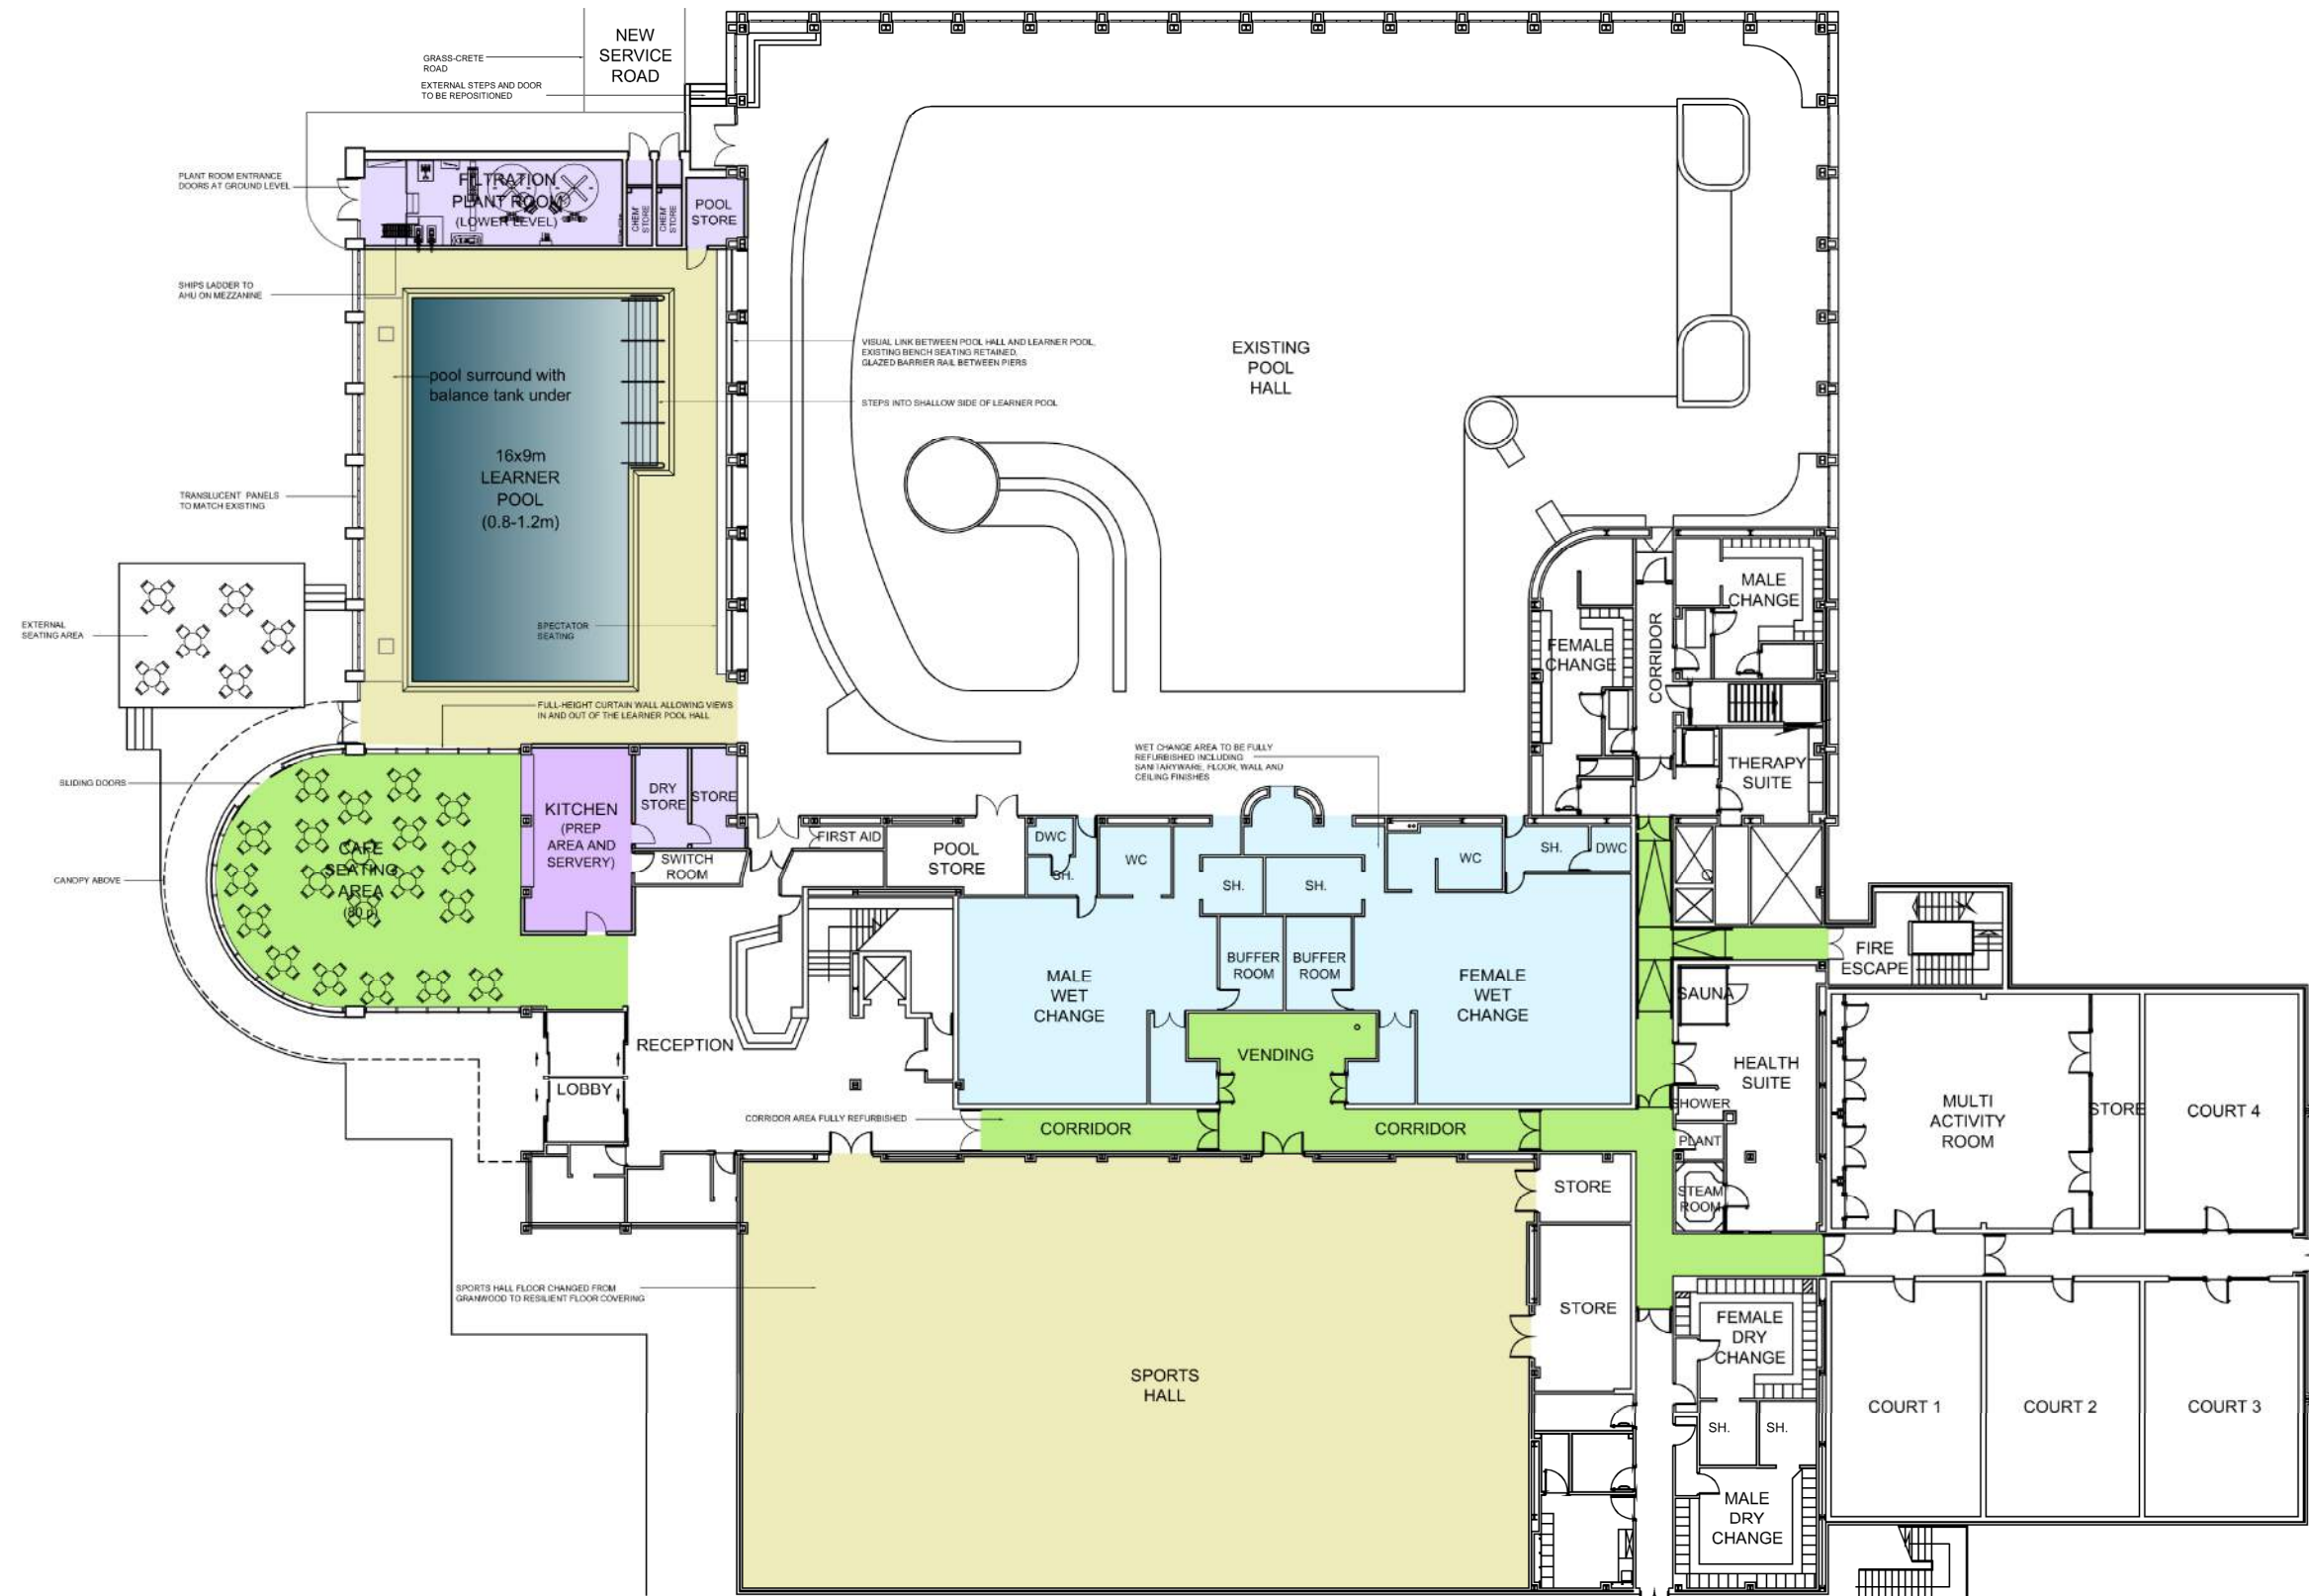 NEW
SERVICE
ROAD
GRASS-CRETE
ROAD
EXTERNAL STEPS AND DOOR
TO BE REPOSITIONED
PLANT ROOM ENTRANCE
DOORS AT GROUND LEVEL
FILTRATION
PLANT ROOM
(LOWER LEVEL)
CHEM'
STORE
CHEM'
STORE
POOL
STORE
SHIPS LADDER TO
AHU ON MEZZANINE
VISUAL LINK BETWEEN POOL HALL AND LEARNER POOL,
EXISTING BENCH SEATING RETAINED,
GLAZED BARRIER RAIL BETWEEN PIERS
EXISTING
POOL
HALL
pool surround with
balance tank under
STEPS INTO SHALLOW SIDE OF LEARNER POOL
16x9m
LEARNER
POOL
(0.8-1.2m)
TRANSLUCENT PANELS
TO MATCH EXISTING
EXTERNAL
SEATING AREA
SPECTATOR
SEATING
MALE
CHANGE
FEMALE
CHANGE
CORRIDOR
FULL-HEIGHT CURTAIN WALL ALLOWING VIEWS
IN AND OUT OF THE LEARNER POOL HALL
WET CHANGE AREA TO BE FULLY
REFURBISHED INCLUDING
SANITARYWARE, FLOOR, WALL AND
CEILING FINISHES
THERAPY
SUITE
SLIDING DOORS
KITCHEN
(PREP
AREA AND
SERVERY)
DRY
STORE
STORE
FIRST AID
SWITCH
ROOM
POOL
STORE
DWC
SH.
WC
SH.
SH.
WC
SH.
DWC
CANOPY ABOVE
CAFE
SEATING
AREA
(80 p)
BUFFER
ROOM
BUFFER
ROOM
MALE
WET
CHANGE
FEMALE
WET
CHANGE
FIRE
ESCAPE
SAUNA
RECEPTION
VENDING
HEALTH
SUITE
LOBBY
SHOWER
MULTI
ACTIVITY
ROOM
STORE
COURT 4
CORRIDOR AREA FULLY REFURBISHED
CORRIDOR
CORRIDOR
PLANT
STEAM
ROOM
STORE
SPORTS HALL FLOOR CHANGED FROM
GRANWOOD TO RESILIENT FLOOR COVERING
STORE
FEMALE
DRY
CHANGE
SPORTS
HALL
COURT 1
COURT 2
COURT 3
SH.
SH.
MALE
DRY
CHANGE